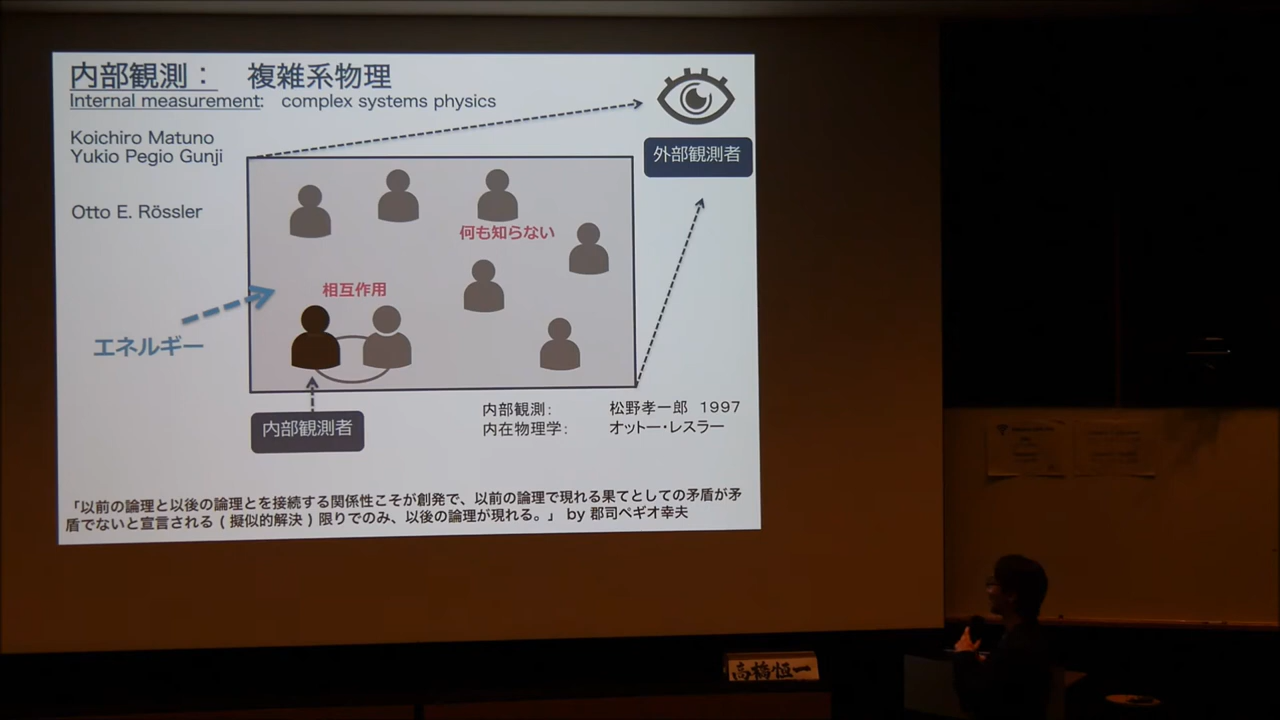 内部観測： 複雑系物理
Internal measurement: complex systems physics
Koichiro Matuno
Yukio Pegio Gunji
Otto E. Rössler
外部観測者
何も知らない
相互作用
エネルギー
内部観測者
内部観測： 松野孝一郎 1997
内在物理学： オットー・レスラー
「以前の論理と以後の論理とを接続する関係性こそが創発で、以前の論理で現れる果てとしての矛盾が矛
盾でないと宣言される ( 擬似的解決 ) 限りでのみ、以後の論理が現れる。」 by 郡司ペギオ幸夫
高橋恒一